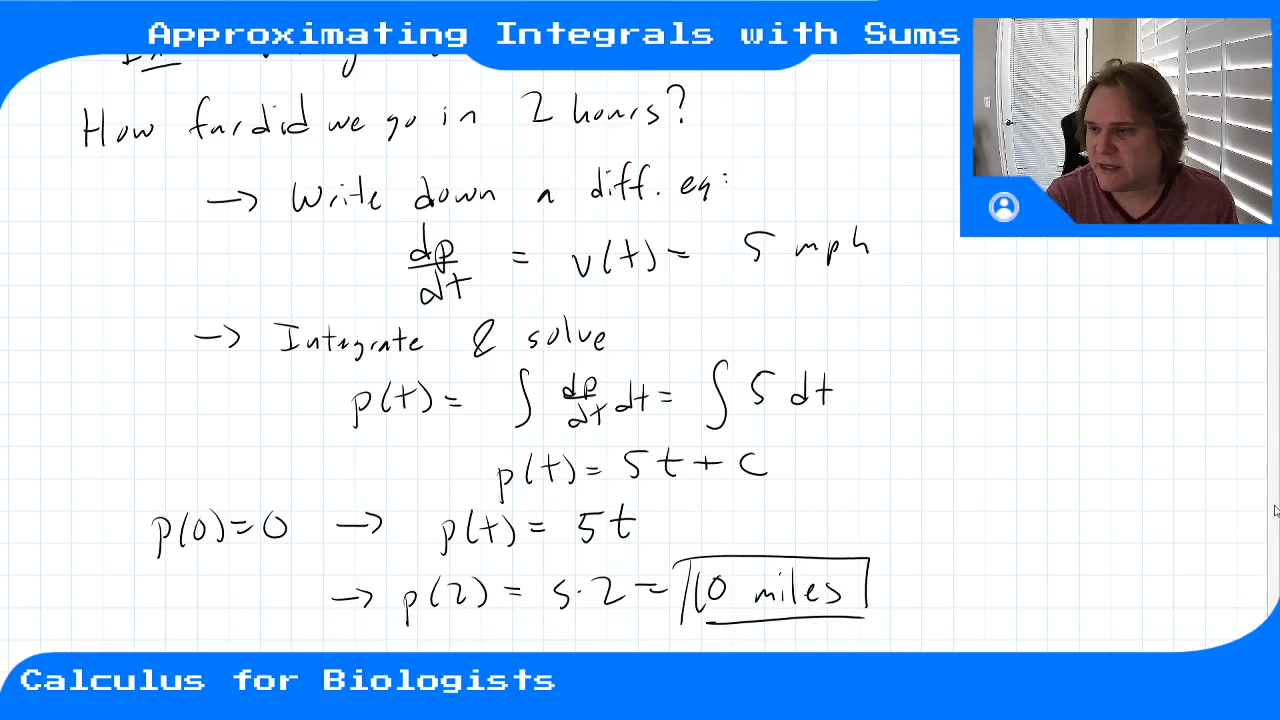 Approximating Integrals with Sums
How far did we go in 2 hours?
→ Write down a diff. eq:
dp/dt = v(t) = 5 mph
→ Integrate & solve
p(t) = ∫ dp/dt dt = ∫ 5 dt
p(t) = 5t + C
p(0) = 0 → p(t) = 5t
→ p(2) = 5·2 = 10 miles
Calculus for Biologists